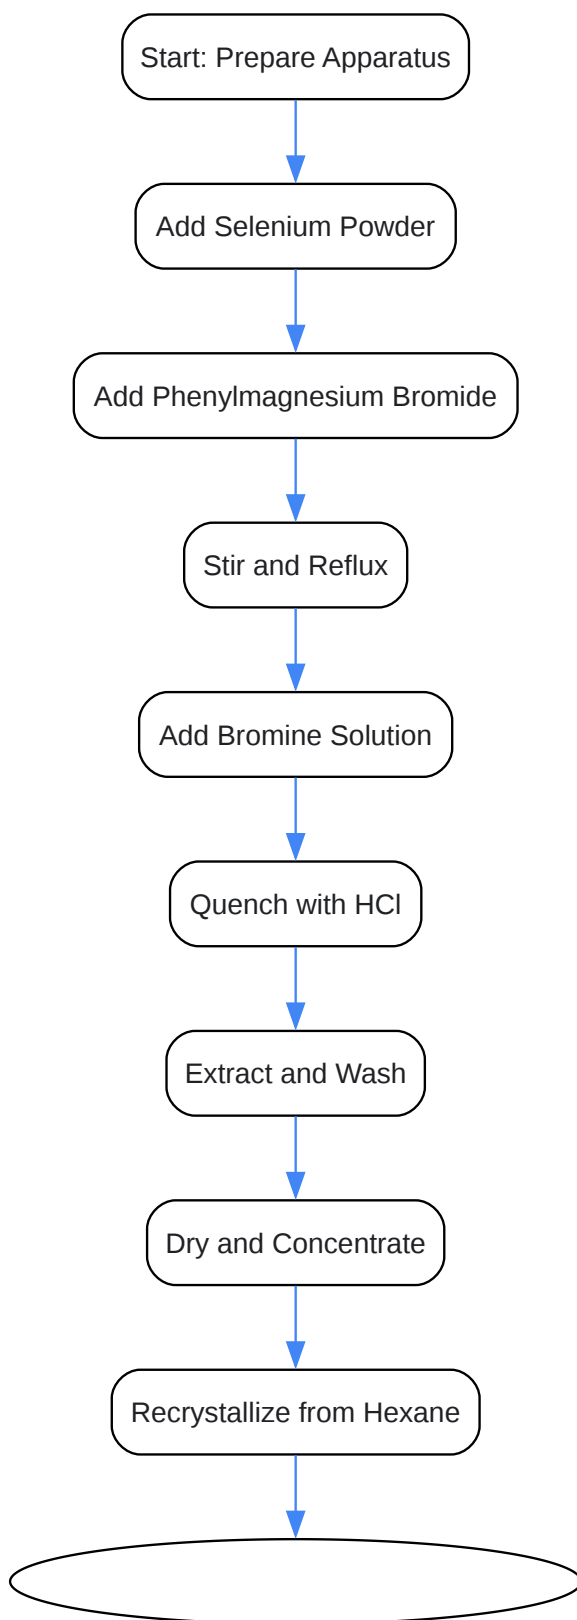 Start: Prepare Apparatus
Add Selenium Powder
Add Phenylmagnesium Bromide
Stir and Reflux
Add Bromine Solution
Quench with HCl
Extract and Wash
Dry and Concentrate
Recrystallize from Hexane